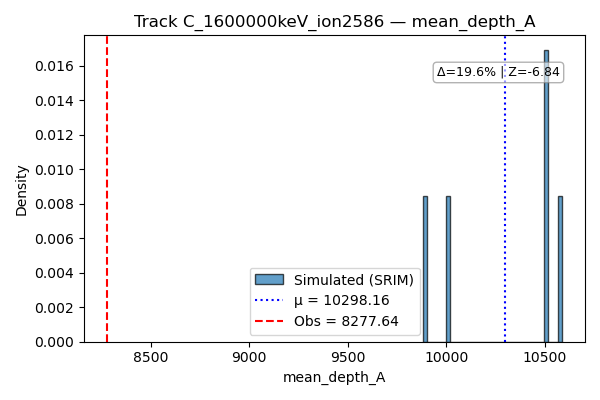 Track C_1600000keV_ion2586 — mean_depth_A
Δ=19.6% | Z=-6.84
Density
0.016
0.014
0.012
0.010
0.008
0.006
0.004
0.002
0.000
Simulated (SRIM)
μ = 10298.16
Obs = 8277.64
8500 9000 9500 10000 10500
mean_depth_A